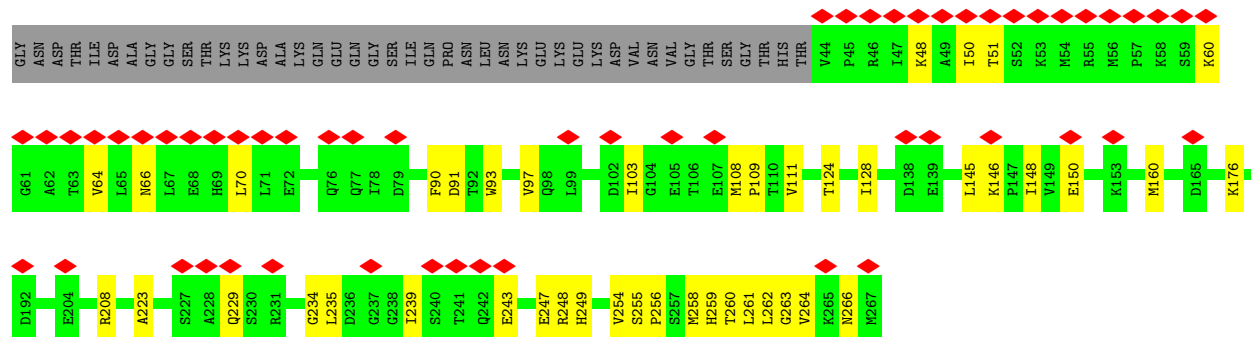 GLY ASN ASP THR ILE ASP ALA GLY GLY SER THR LYS LYS ASP ALA LYS GLN GLU GLN GLY SER ILE GLN PRO ASN LEU ASN LYS GLU LYS GLU LYS ASP VAL ASN VAL GLY THR SER GLY THR HIS THR V44 P45 R46 I47 K48 A49 I50 T51 S52 K53 M54 R55 M56 P57 K58 S59 K60
G61 A62 T63 V64 L65 N66 L67 E68 H69 L70 L71 E72 Q76 Q77 I78 D79 F90 D91 T92 W93 V97 Q98 L99 D102 I103 G104 E105 T106 E107 M108 P109 T110 V111 T124 I128 D138 E139 L145 K146 P147 I148 V149 E150 K153 M160 D165 K176
D192 E204 R208 A223 S227 A228 Q229 S230 R231 G234 L235 D236 G237 G238 I239 S240 T241 Q242 E243 E247 R248 H249 V254 S255 P256 S257 M258 H259 T260 L261 L262 G263 V264 K265 N266 M267